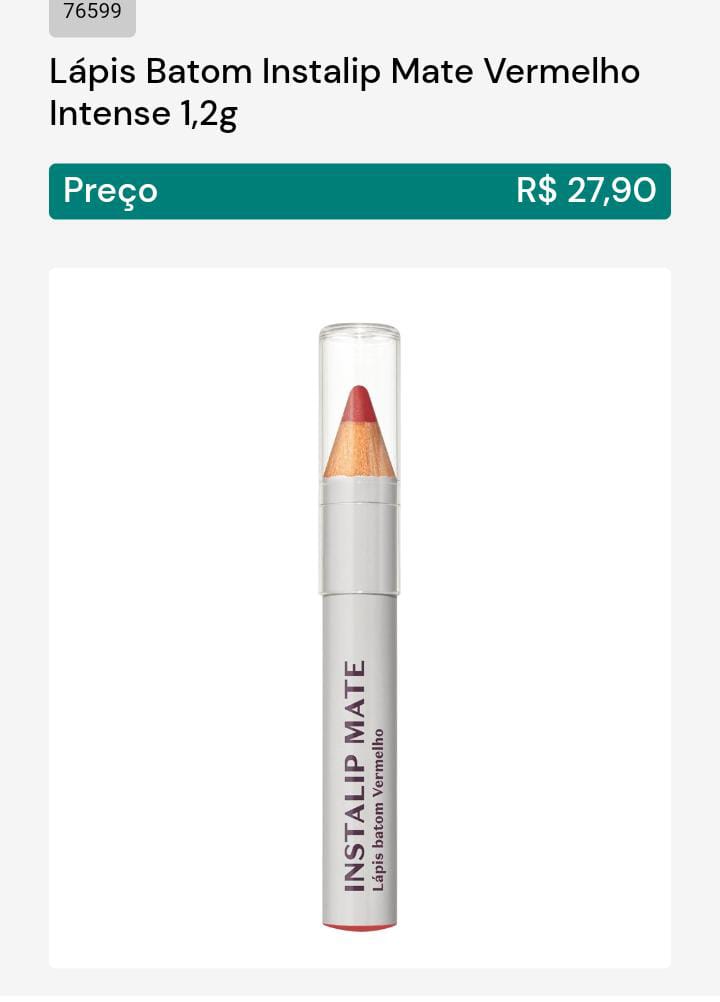 76599
Lápis Batom Instalip Mate Vermelho
Intense 1,2g
Preço R$ 27,90
INSTALIP MATE
Lápis batom Vermelho